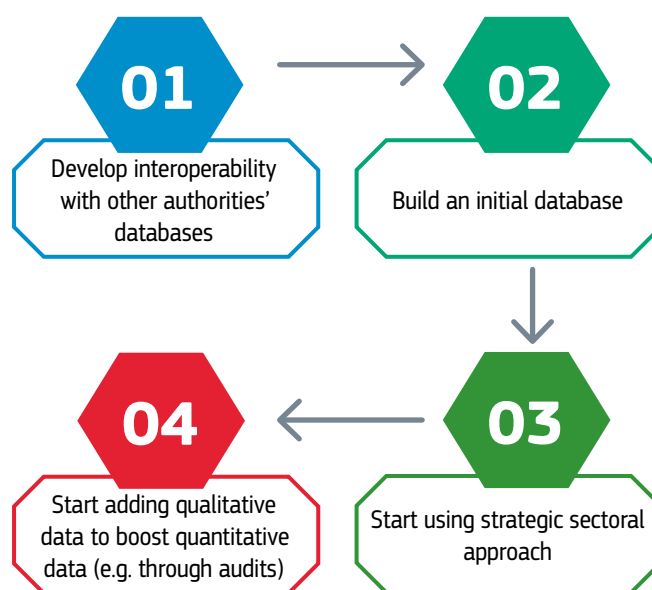 01
Develop interoperability
with other authorities’
databases
02
Build an initial database
03
Start using strategic sectoral
approach
04
Start adding qualitative
data to boost quantitative
data (e.g. through audits)